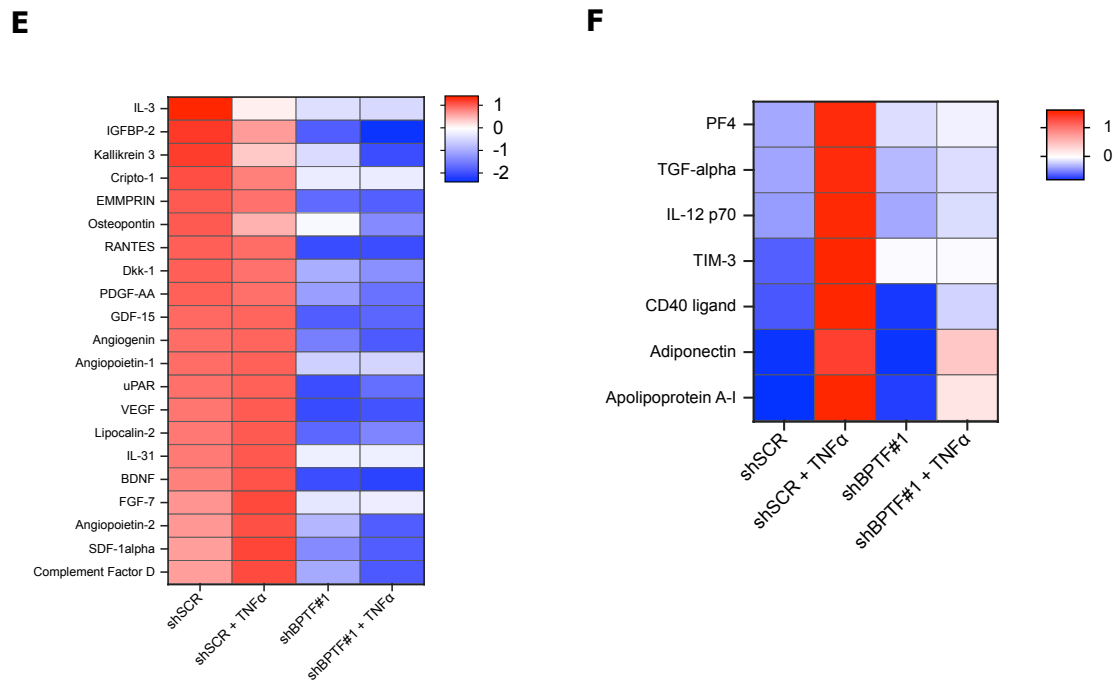 E
IL-3
IGFBP-2
Kallikrein 3
Cripto-1
EMMPRIN
Osteopontin
RANTES
Dkk-1
PDGF-AA
GDF-15
Angiogenin
Angiopoietin-1
uPAR
VEGF
Lipocalin-2
IL-31
BDNF
FGF-7
Angiopoietin-2
SDF-1alpha
Complement Factor D
1
0
-1
-2
shSCR
shSCR + TNFα
shBPTF#1
shBPTF#1 + TNFα
F
PF4
TGF-alpha
IL-12 p70
TIM-3
CD40 ligand
Adiponectin
Apolipoprotein A-I
1
0
shSCR
shSCR + TNFα
shBPTF#1
shBPTF#1 + TNFα